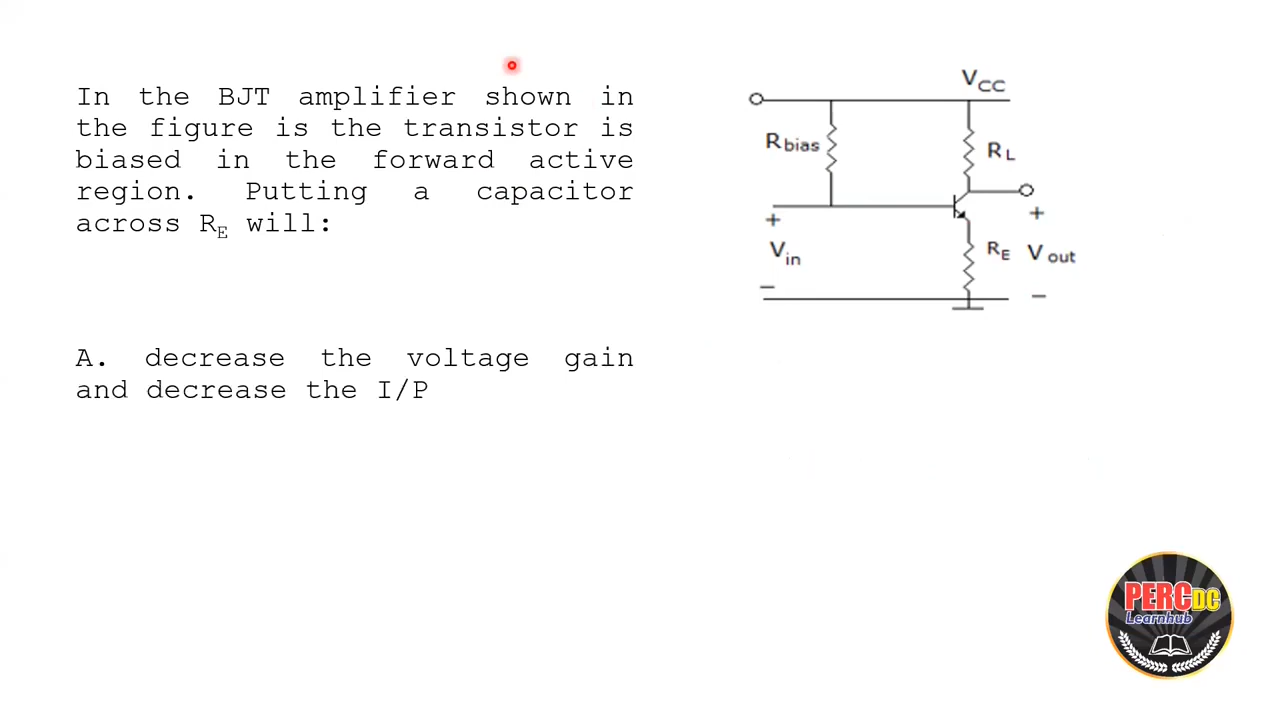 In the BJT amplifier shown in
the figure is the transistor is
biased in the forward active
region. Putting a capacitor
across RE will:
A. decrease the voltage gain
and decrease the I/P
VCC
Rbias
RL
+
Vin
−
RE
+
Vout
−
PERCDC
Learnhub